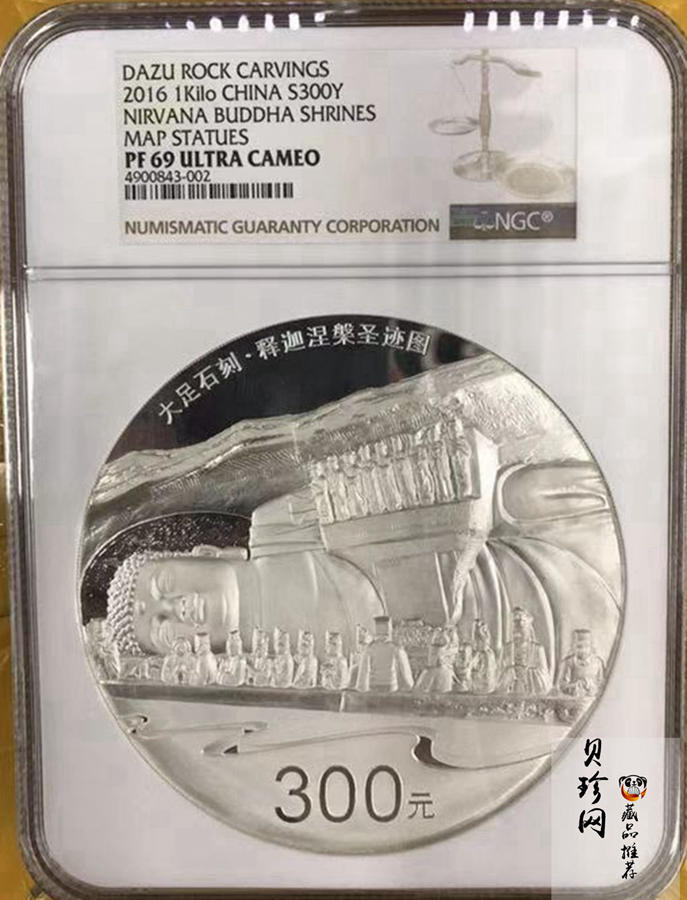 DAZU ROCK CARVINGS
2016 1Kilo CHINA S300Y
NIRVANA BUDDHA SHRINES
MAP STATUES
PF 69 ULTRA CAMEO
4900843-002
NUMISMATIC GUARANTY CORPORATION
NGC®
大足石刻·释迦涅槃圣迹图
300元
贝珍网
藏品推荐